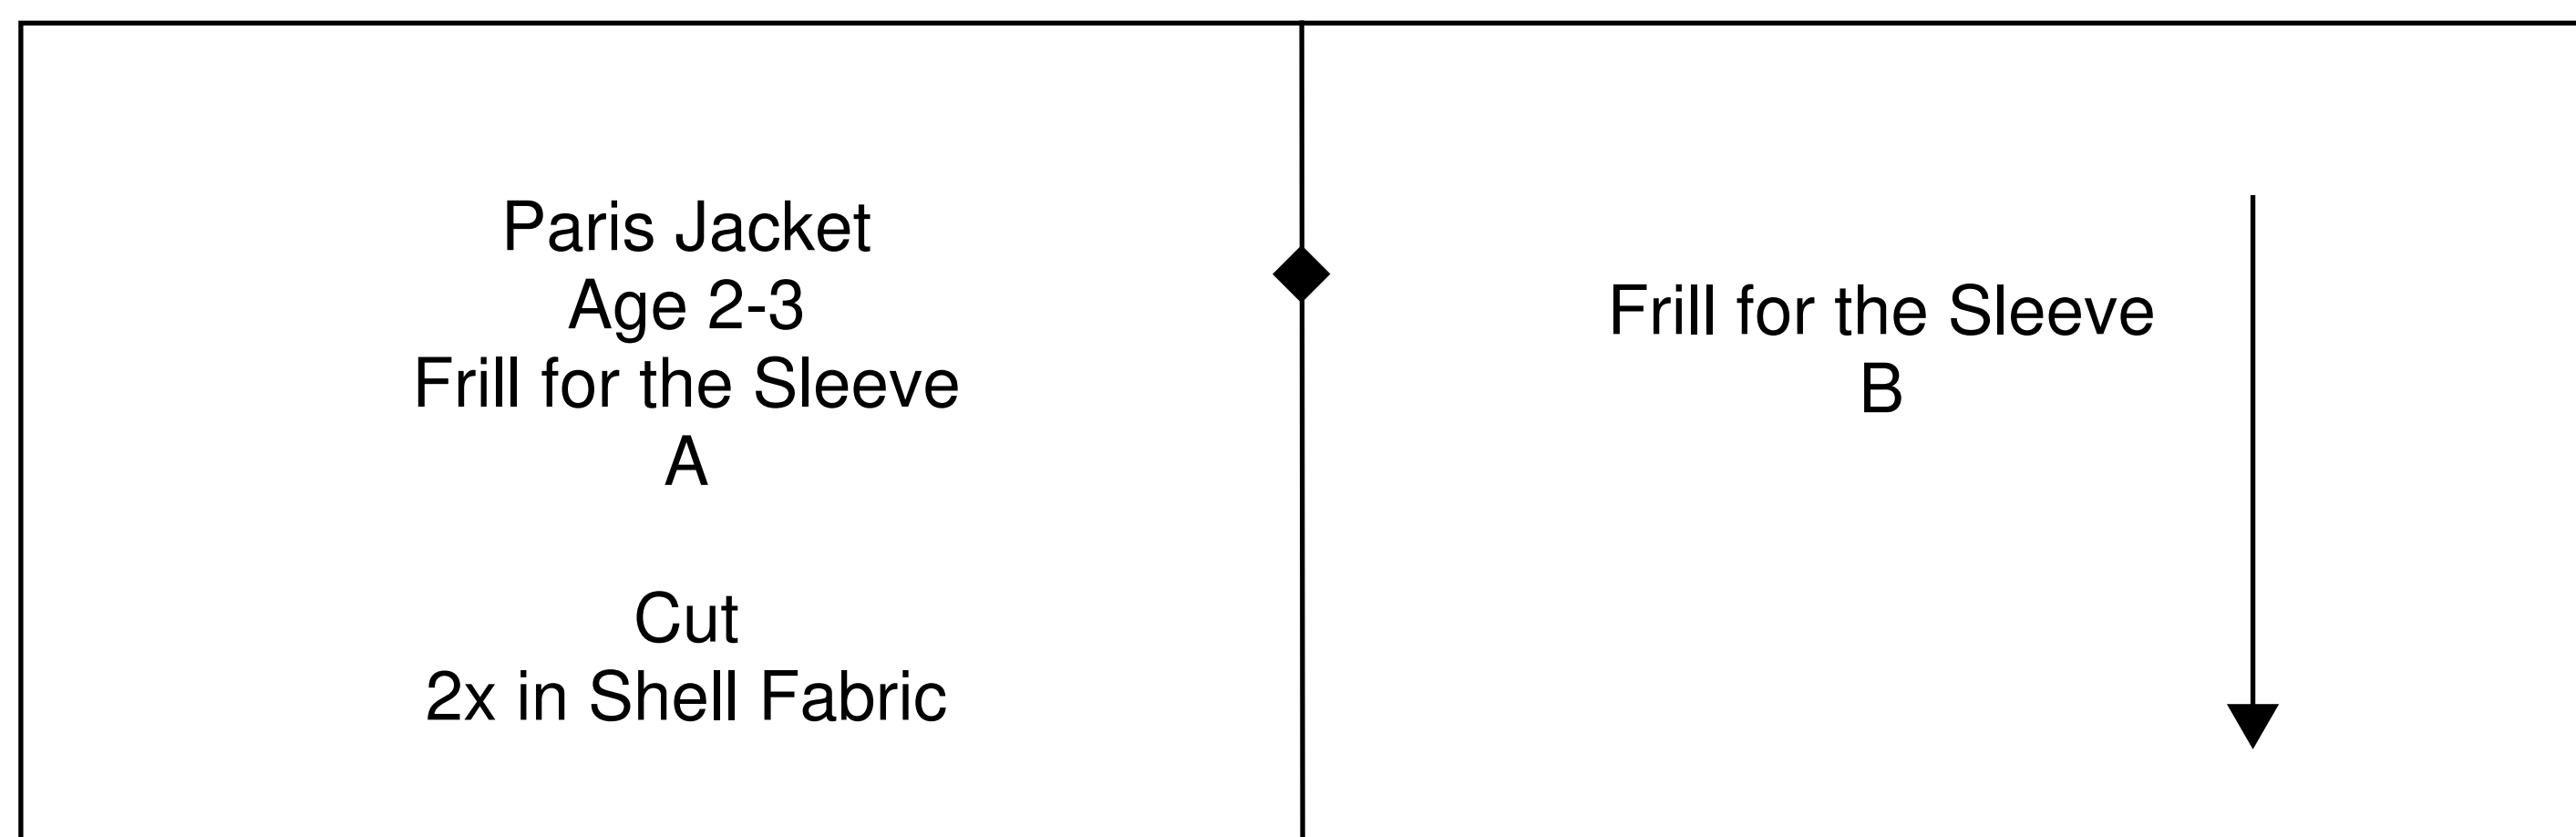 Paris Jacket
Age 2-3
Frill for the Sleeve
A
Cut
2x in Shell Fabric
Frill for the Sleeve
B